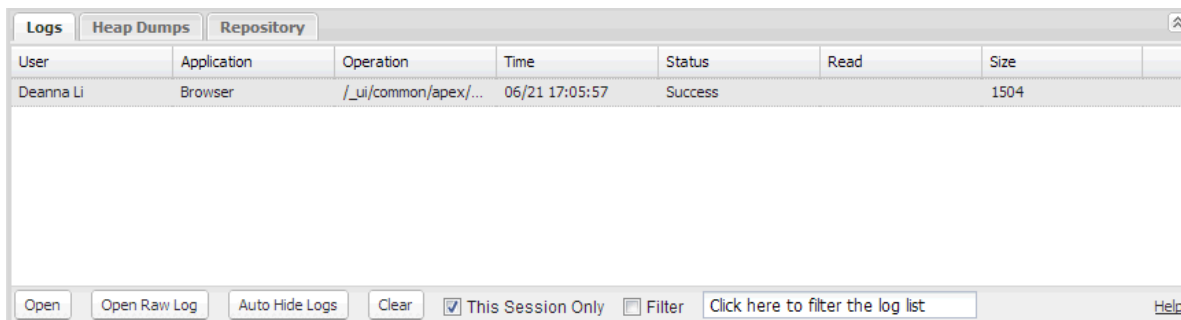 Logs Heap Dumps Repository
User Application Operation Time Status Read Size
Deanna Li Browser /_ui/common/apex/... 06/21 17:05:57 Success 1504
Open Open Raw Log Auto Hide Logs Clear This Session Only Filter Click here to filter the log list Help